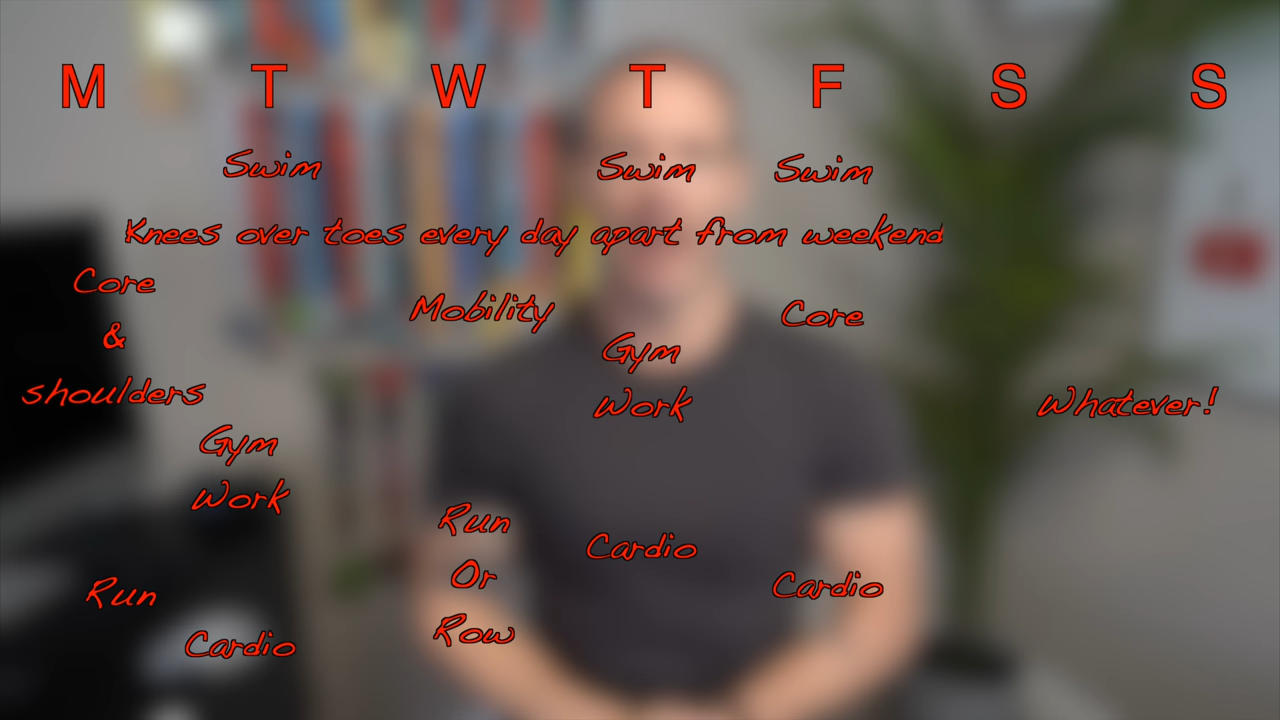 M T W T F S S
Swim Swim Swim
Knees over toes every day apart from weekend
Core
&
shoulders
Mobility
Core
Gym
Work
Whatever!
Gym
Work
Run
Or
Row
Cardio
Cardio
Run
Cardio